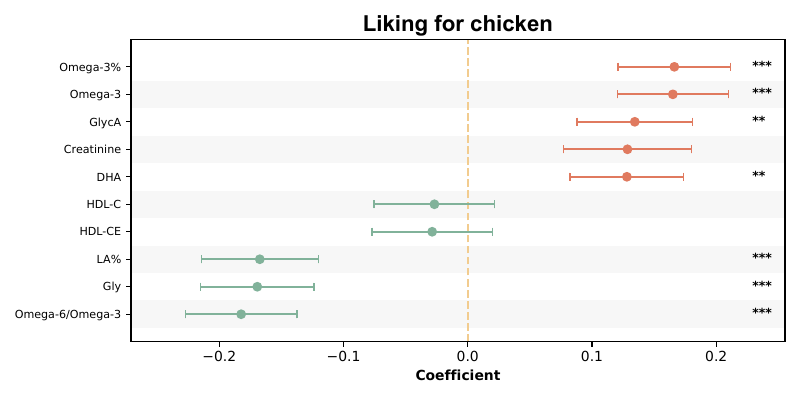 Liking for chicken
Omega-3% ***
Omega-3 ***
GlycA **
Creatinine
DHA **
HDL-C
HDL-CE
LA% ***
Gly ***
Omega-6/Omega-3 ***
−0.2 −0.1 0.0 0.1 0.2
Coefficient